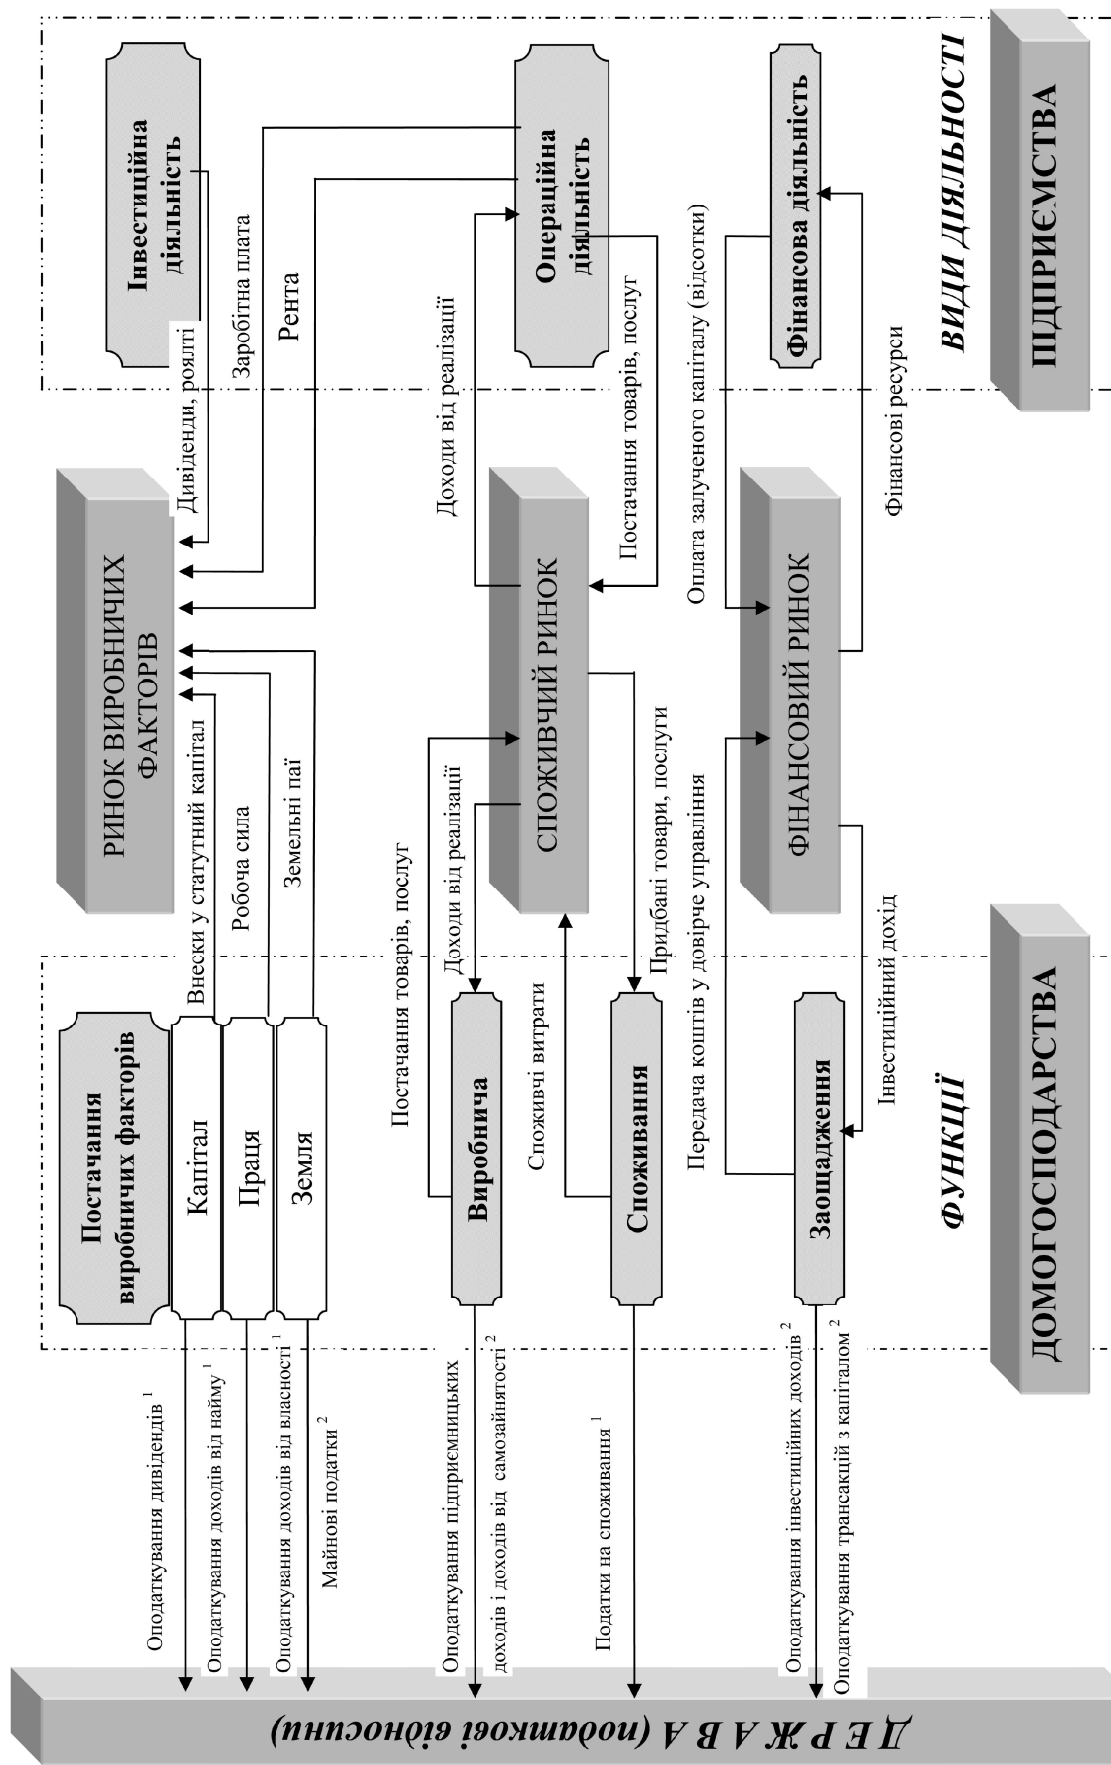 ДЕРЖАВА (податкові відносини)
Оподаткування дивідендів ¹
Оподаткування доходів від найму ¹
Оподаткування доходів від власності ¹
Майнові податки ²
Оподаткування підприємницьких
доходів і доходів від самозайнятості ²
Податки на споживання ¹
Оподаткування інвестиційних доходів ²
Оподаткування трансакцій з капіталом ²
Постачання
виробничих факторів
Капітал
Праця
Земля
Виробнича
Споживання
Заощадження
ФУНКЦІЇ
ДОМОГОСПОДАРСТВА
Внески у статутний капітал
Робоча сила
Земельні паї
Постачання товарів, послуг
Доходи від реалізації
Споживчі витрати
Придбані товари, послуги
Передача коштів у довірче управління
Інвестиційний дохід
РИНОК ВИРОБНИЧИХ
ФАКТОРІВ
СПОЖИВЧИЙ РИНОК
ФІНАНСОВИЙ РИНОК
Дивіденди, роялті
Заробітна плата
Рента
Доходи від реалізації
Постачання товарів, послуг
Оплата залученого капіталу (відсотки)
Фінансові ресурси
Інвестиційна
діяльність
Операційна
діяльність
Фінансова діяльність
ВИДИ ДІЯЛЬНОСТІ
ПІДПРИЄМСТВА